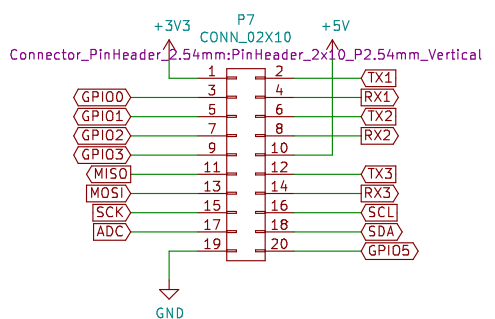 P7
+3V3 +5V
CONN_02X10
Connector_PinHeader_2.54mm:PinHeader_2x10_P2.54mm_Vertical
1 2 TX1
GPIO0 3 4 RX1
GPIO1 5 6 TX2
GPIO2 7 8 RX2
GPIO3 9 10
MISO 11 12 TX3
MOSI 13 14 RX3
SCK 15 16 SCL
ADC 17 18 SDA
19 20 GPIO5
GND